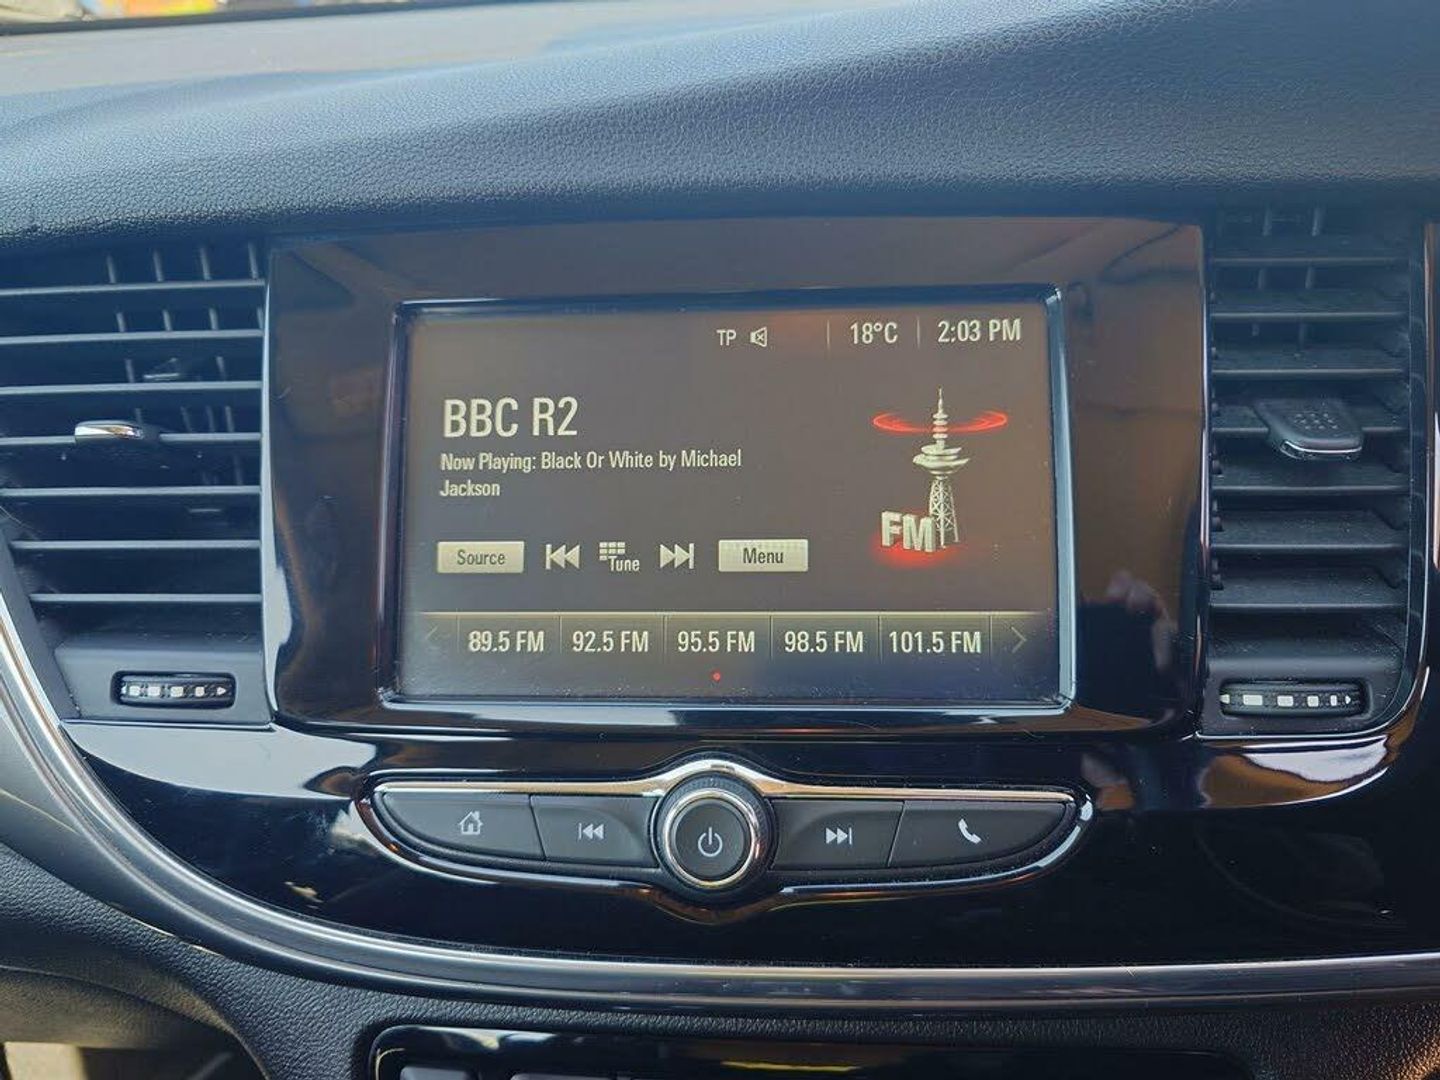 TP 18°C 2:03 PM
BBC R2
Now Playing: Black Or White by Michael
Jackson
FM
Source Tune Menu
89.5 FM 92.5 FM 95.5 FM 98.5 FM 101.5 FM